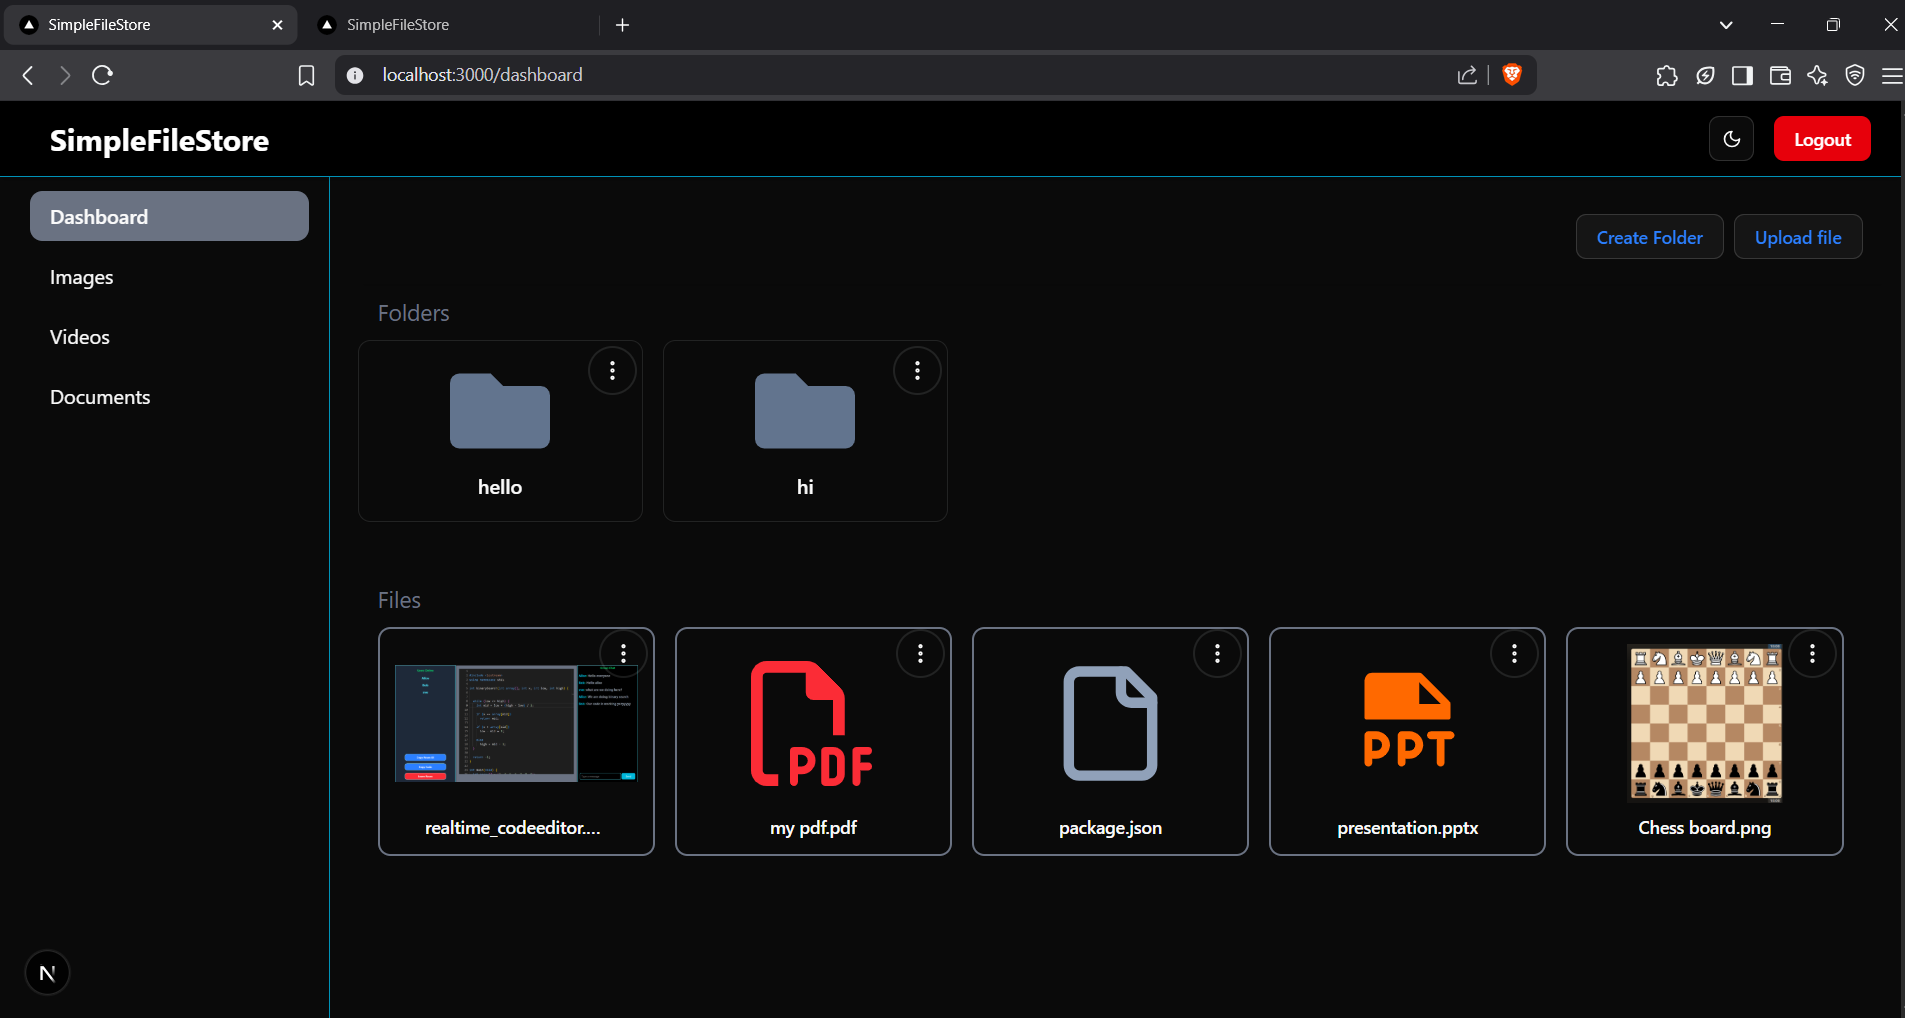 SimpleFileStore
SimpleFileStore
localhost:3000/dashboard
SimpleFileStore
Logout
Dashboard
Images
Videos
Documents
Create Folder
Upload file
Folders
hello
hi
Files
realtime_codeeditor....
PDF
my pdf.pdf
package.json
PPT
presentation.pptx
Chess board.png
N